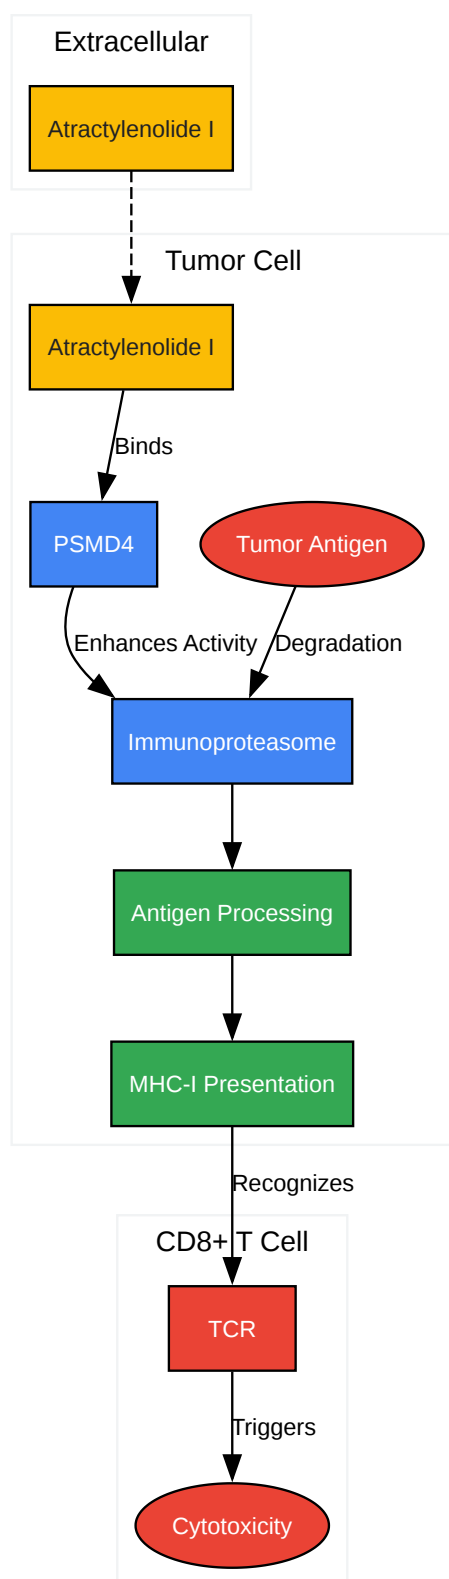 Extracellular
Atractylenolide I
Tumor Cell
Atractylenolide I
Binds
PSMD4
Tumor Antigen
Enhances Activity
Degradation
Immunoproteasome
Antigen Processing
MHC-I Presentation
Recognizes
CD8+ T Cell
TCR
Triggers
Cytotoxicity